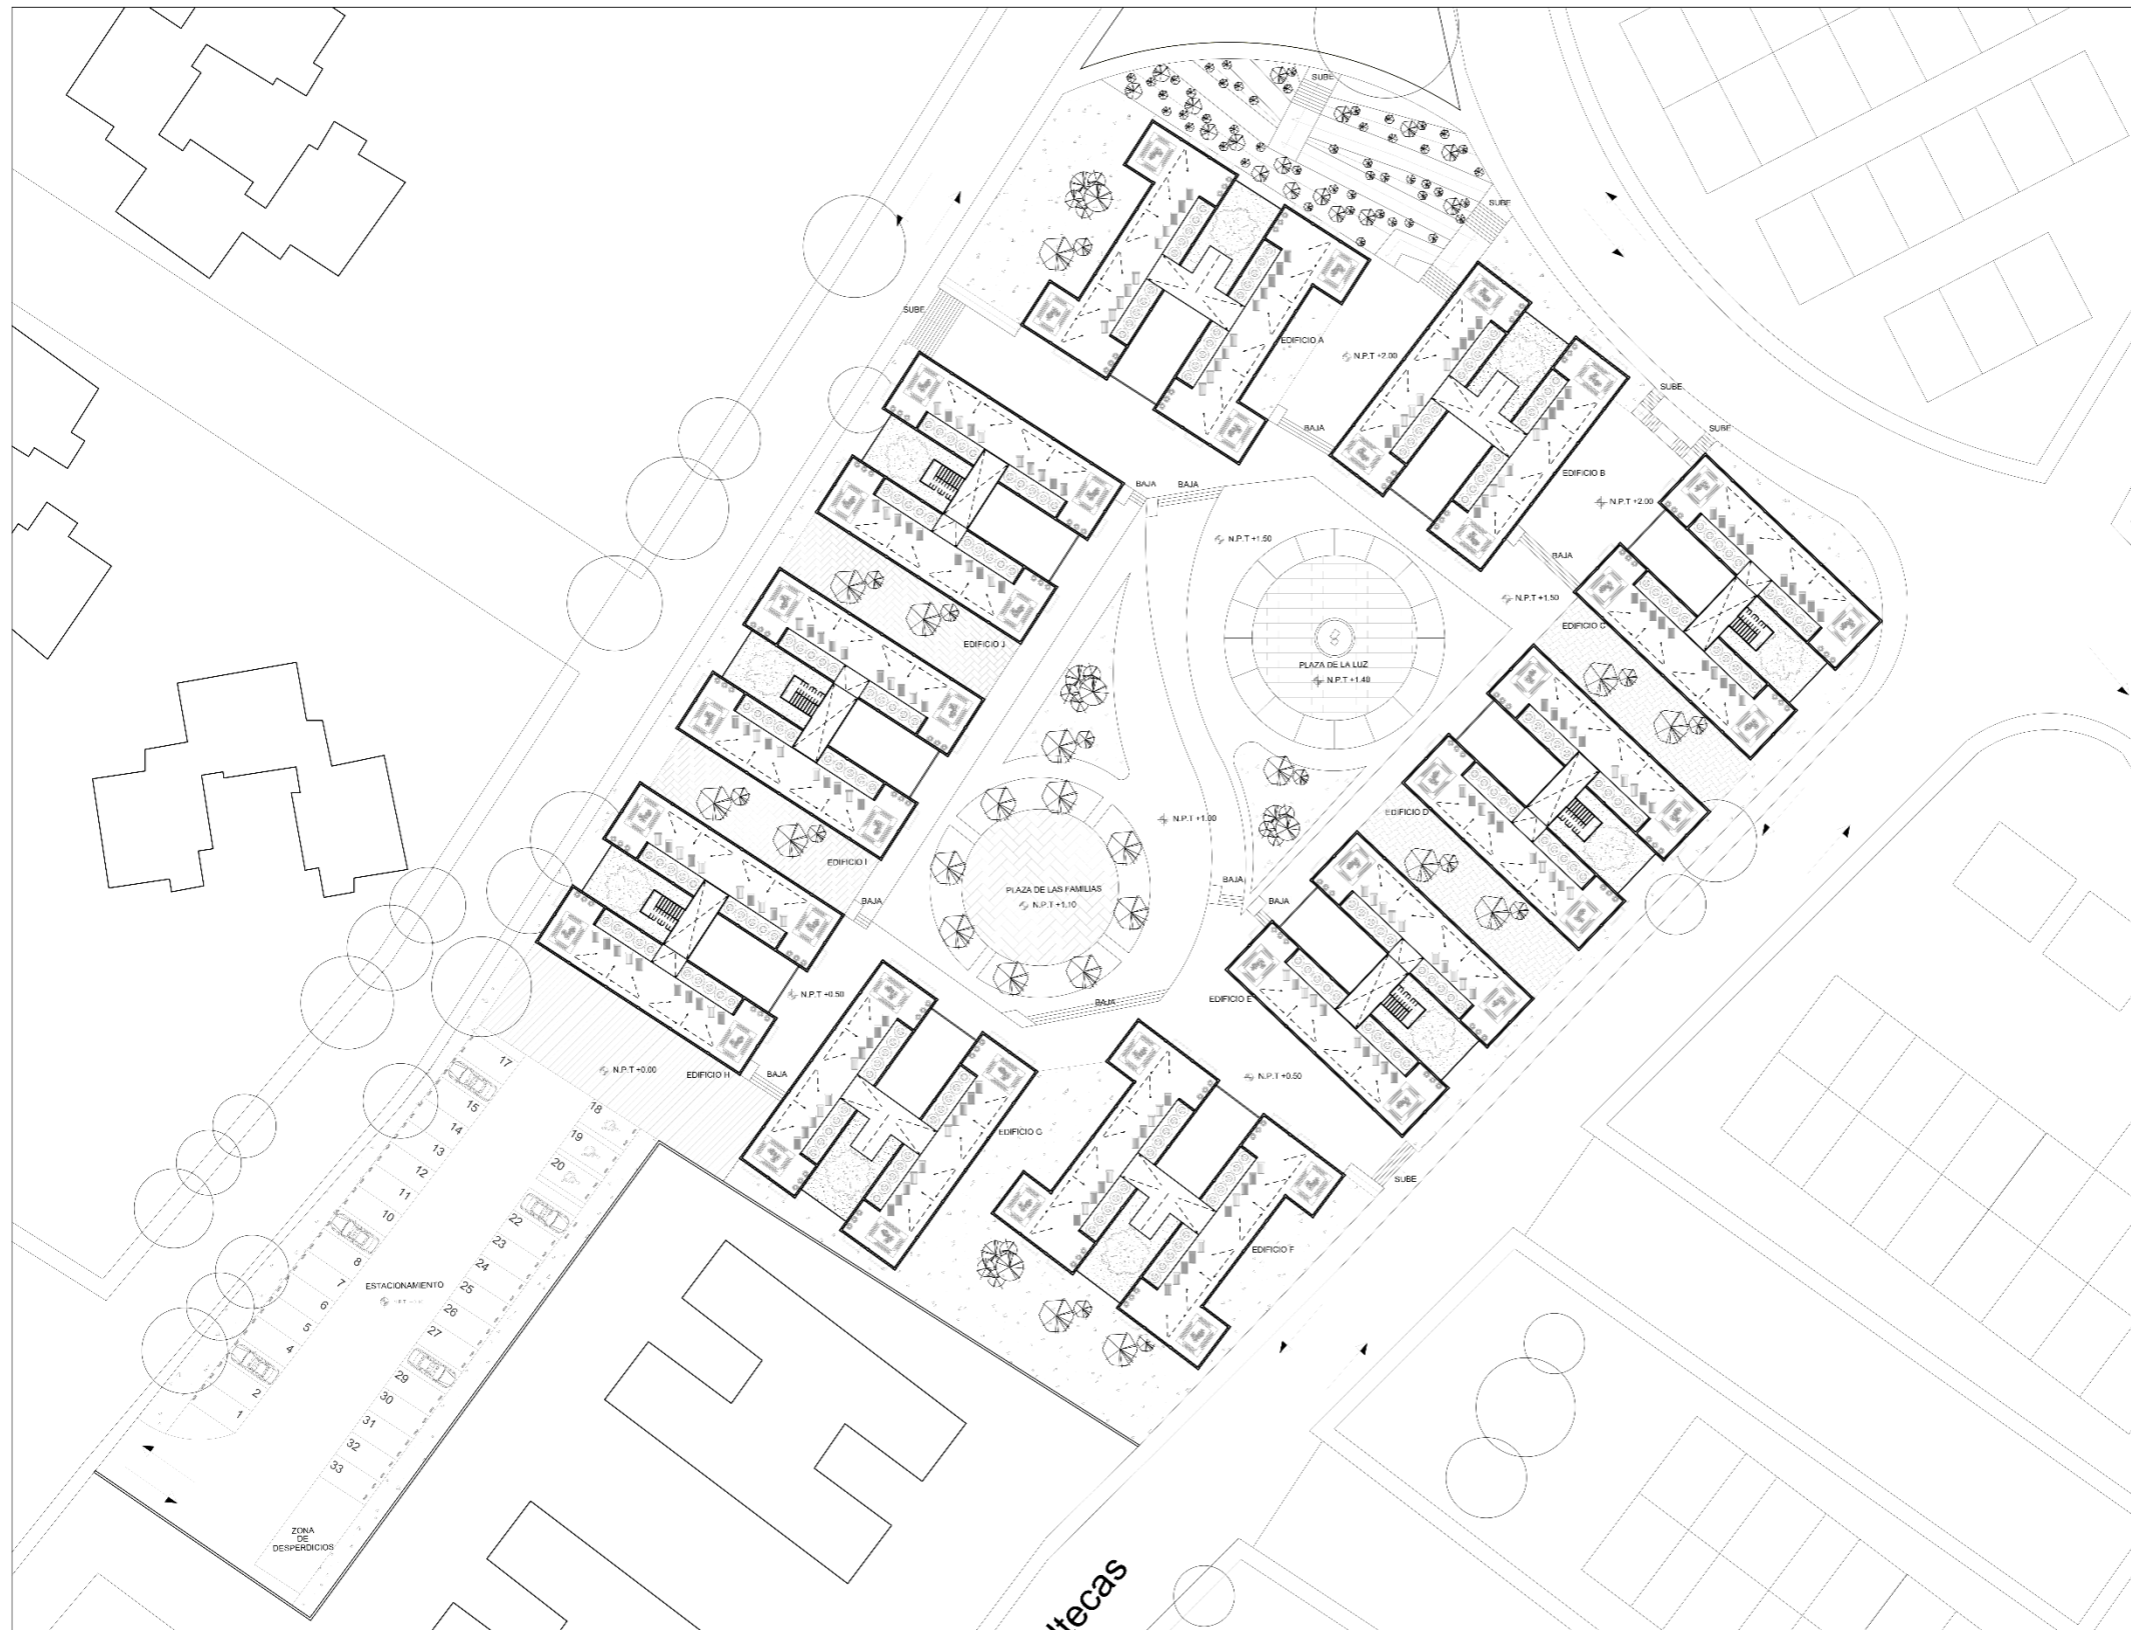 SUBE
SUBE
SUBE
EDIFICIO A
N.P.T +2.00
SUBE
BAJA
SUBE
EDIFICIO B
BAJA
BAJA
N.P.T +2.00
N.P.T +1.50
BAJA
N.P.T +1.50
EDIFICIO C
EDIFICIO J
PLAZA DE LA LUZ
N.P.T +1.40
EDIFICIO D
N.P.T +1.00
EDIFICIO I
BAJA
PLAZA DE LAS FAMILIAS
N.P.T +1.10
BAJA
BAJA
N.P.T +0.50
BAJA
EDIFICIO E
N.P.T +0.00
EDIFICIO H
BAJA
N.P.T +0.50
EDIFICIO G
SUBE
EDIFICIO F
17
15
14
13
12
11
10
8
7
6
5
4
2
1
18
19
20
22
23
24
25
26
27
29
30
31
32
33
ESTACIONAMIENTO
ZONA
DE
DESPERDICIOS
ltecas